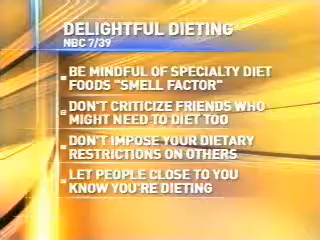 DELIGHTFUL DIETING
NBC 7/39
BE MINDFUL OF SPECIALTY DIET
FOODS "SMELL FACTOR"
DON'T CRITICIZE FRIENDS WHO
MIGHT NEED TO DIET TOO
DON'T IMPOSE YOUR DIETARY
RESTRICTIONS ON OTHERS
LET PEOPLE CLOSE TO YOU
KNOW YOU'RE DIETING